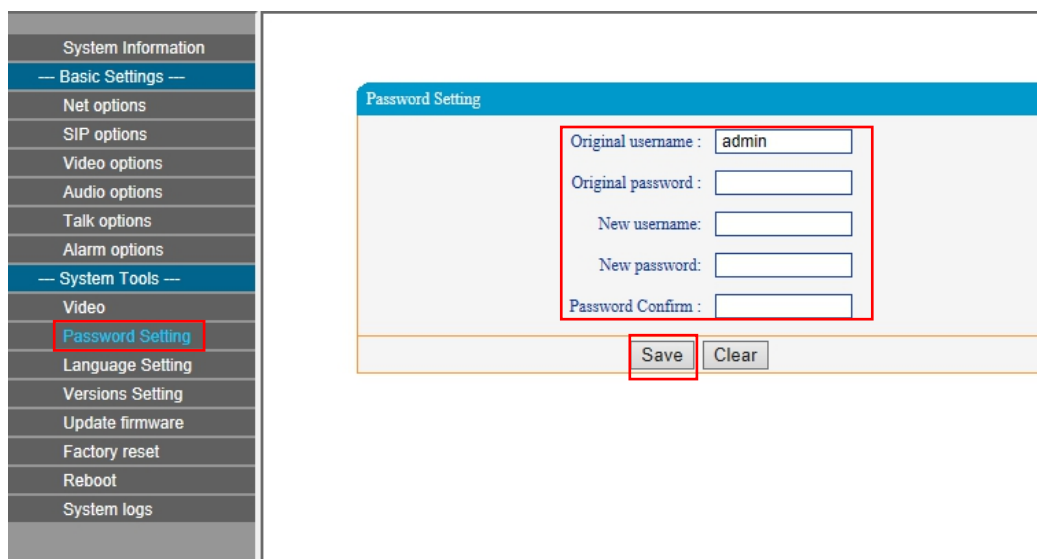 System Information
--- Basic Settings ---
Net options
SIP options
Video options
Audio options
Talk options
Alarm options
--- System Tools ---
Video
Password Setting
Language Setting
Versions Setting
Update firmware
Factory reset
Reboot
System logs
Password Setting
Original username : admin
Original password :
New username:
New password:
Password Confirm :
Save Clear